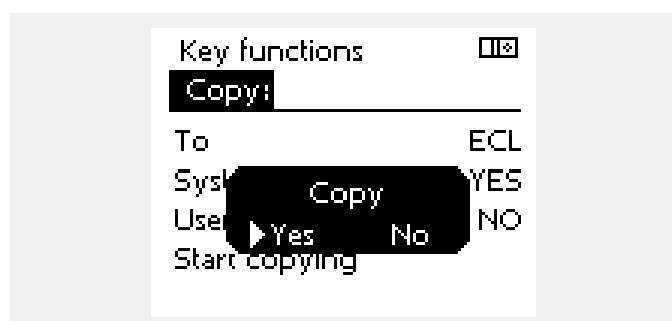 Key functions
Copy:
To ECL
YES
Copy
NO
Yes No
Start copying